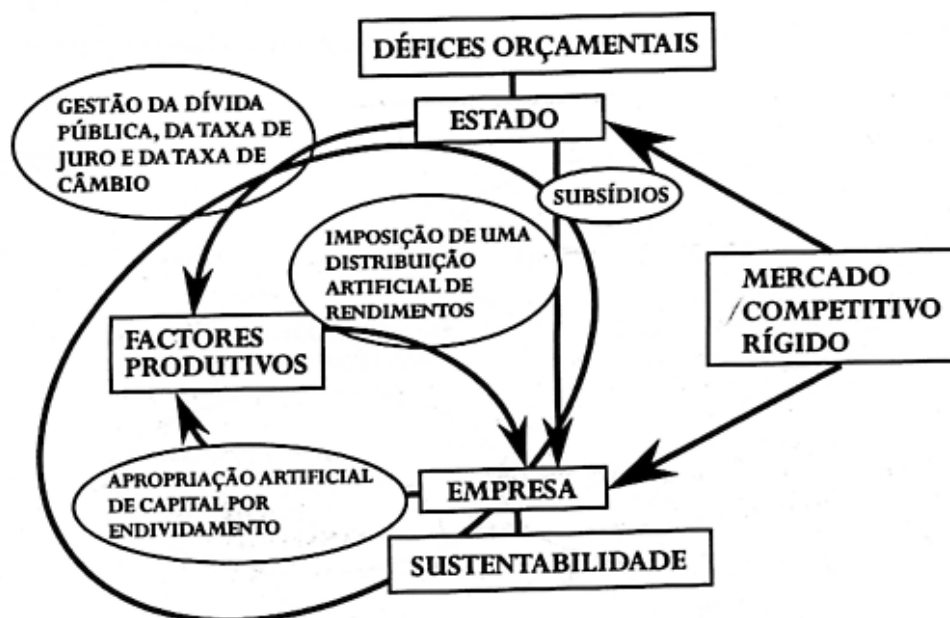 DÉFICES ORÇAMENTAIS
GESTÃO DA DÍVIDA
PÚBLICA, DA TAXA DE
JURO E DA TAXA DE
CÂMBIO
ESTADO
SUBSÍDIOS
IMPOSIÇÃO DE UMA
DISTRIBUIÇÃO
ARTIFICIAL DE
RENDIMENTOS
MERCADO
COMPETITIVO
RÍGIDO
FACTORES
PRODUTIVOS
APROPRIAÇÃO ARTIFICIAL
DE CAPITAL POR
ENDIVIDAMENTO
EMPRESA
SUSTENTABILIDADE